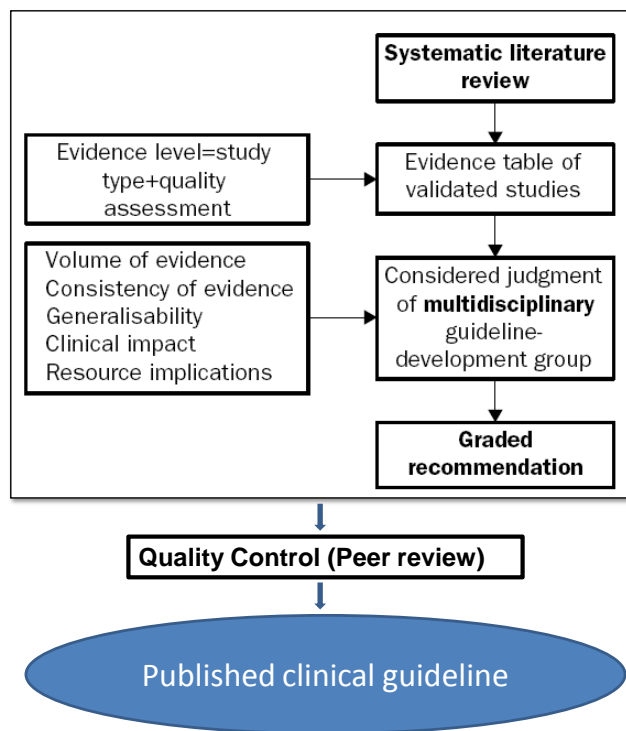 Systematic literature
review
Evidence level=study
type+quality
assessment
Evidence table of
validated studies
Volume of evidence
Consistency of evidence
Generalisability
Clinical impact
Resource implications
Considered judgment
of multidisciplinary
guideline-
development group
Graded
recommendation
Quality Control (Peer review)
Published clinical guideline